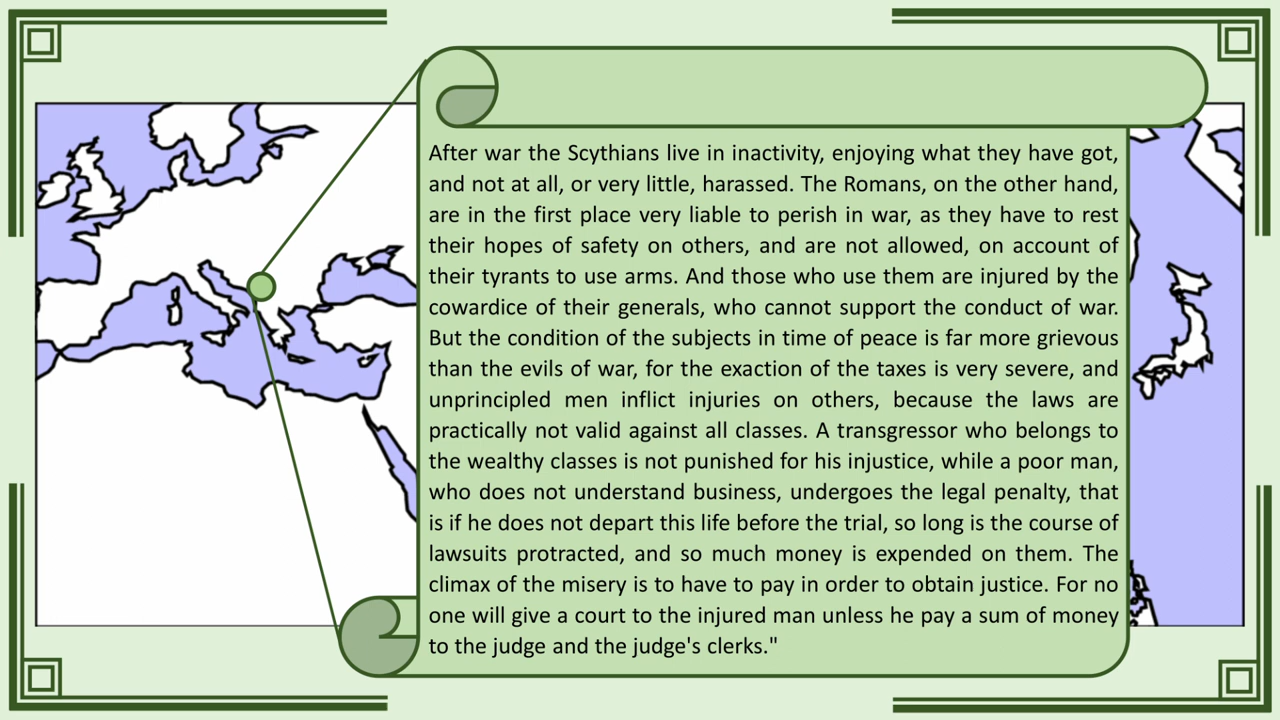 After war the Scythians live in inactivity, enjoying what they have got,
and not at all, or very little, harassed. The Romans, on the other hand,
are in the first place very liable to perish in war, as they have to rest
their hopes of safety on others, and are not allowed, on account of
their tyrants to use arms. And those who use them are injured by the
cowardice of their generals, who cannot support the conduct of war.
But the condition of the subjects in time of peace is far more grievous
than the evils of war, for the exaction of the taxes is very severe, and
unprincipled men inflict injuries on others, because the laws are
practically not valid against all classes. A transgressor who belongs to
the wealthy classes is not punished for his injustice, while a poor man,
who does not understand business, undergoes the legal penalty, that
is if he does not depart this life before the trial, so long is the course of
lawsuits protracted, and so much money is expended on them. The
climax of the misery is to have to pay in order to obtain justice. For no
one will give a court to the injured man unless he pay a sum of money
to the judge and the judge's clerks."